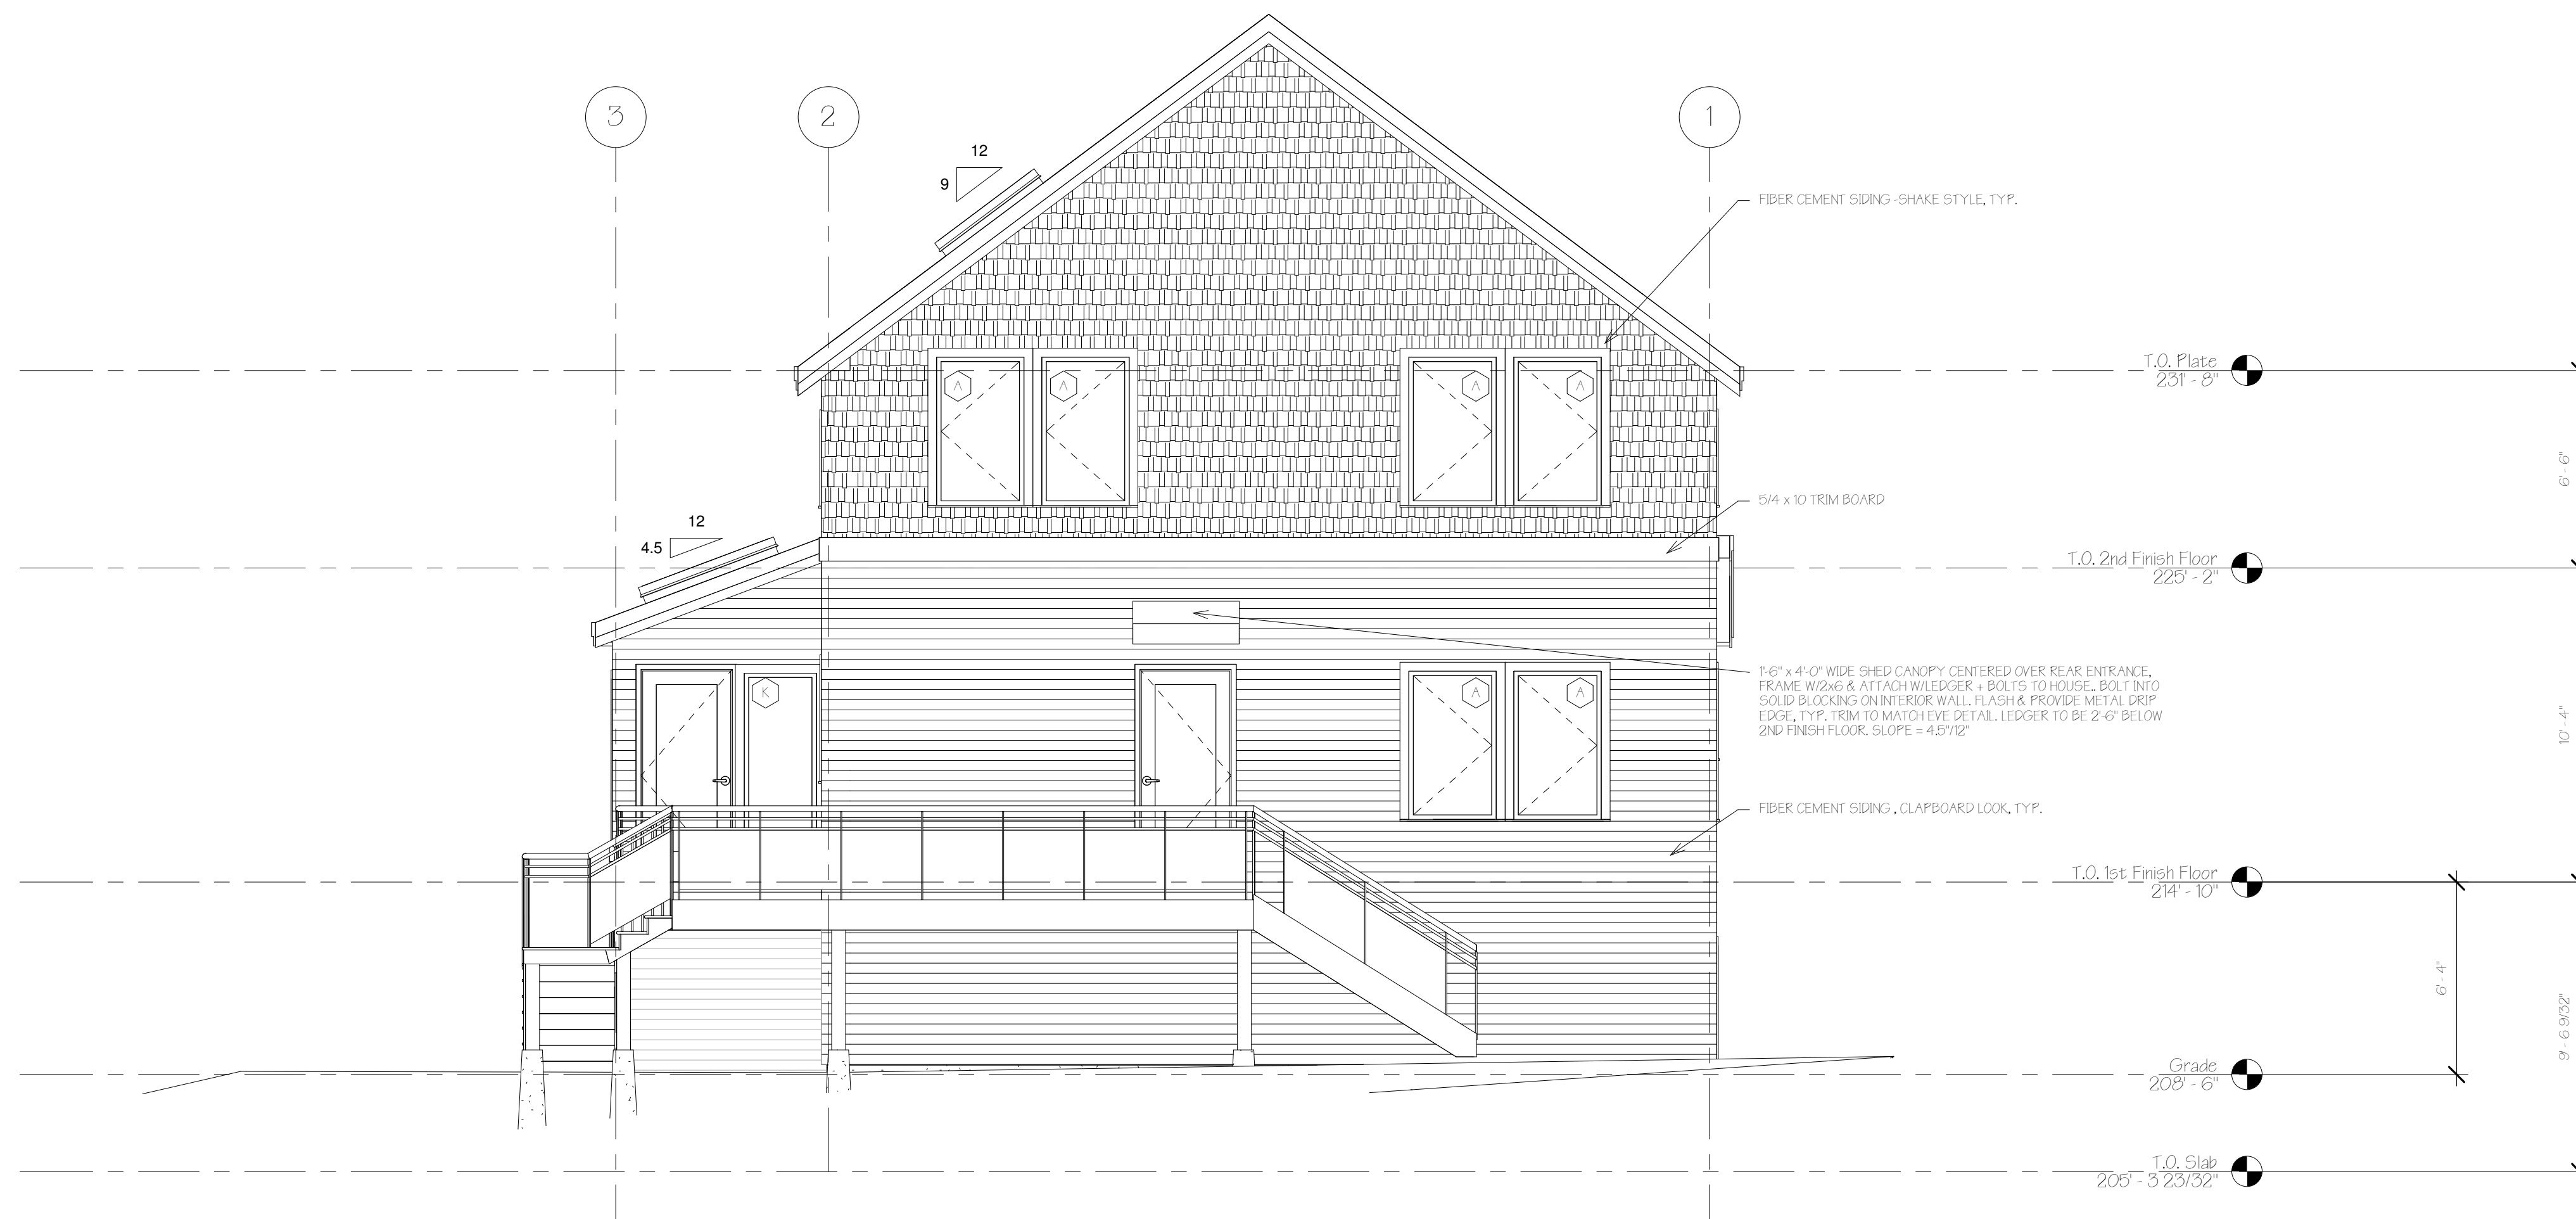 3
2
1
12
9
FIBER CEMENT SIDING -SHAKE STYLE, TYP.
T.O. Plate
231' - 8"
A
A
A
A
6' - 6"
5/4 x 10 TRIM BOARD
12
4.5
T.O. 2nd Finish Floor
225' - 2"
1'-6" x 4'-0" WIDE SHED CANOPY CENTERED OVER REAR ENTRANCE,
FRAME W/2x6 & ATTACH W/LEDGER + BOLTS TO HOUSE.. BOLT INTO
SOLID BLOCKING ON INTERIOR WALL. FLASH & PROVIDE METAL DRIP
EDGE, TYP. TRIM TO MATCH EVE DETAIL. LEDGER TO BE 2'-6" BELOW
2ND FINISH FLOOR. SLOPE = 4.5"/12"
K
A
A
10' - 4"
FIBER CEMENT SIDING , CLAPBOARD LOOK, TYP.
T.O. 1st Finish Floor
214' - 10"
6' - 4"
9' - 6 9/32"
Grade
208' - 6"
T.O. Slab
205' - 3 23/32"